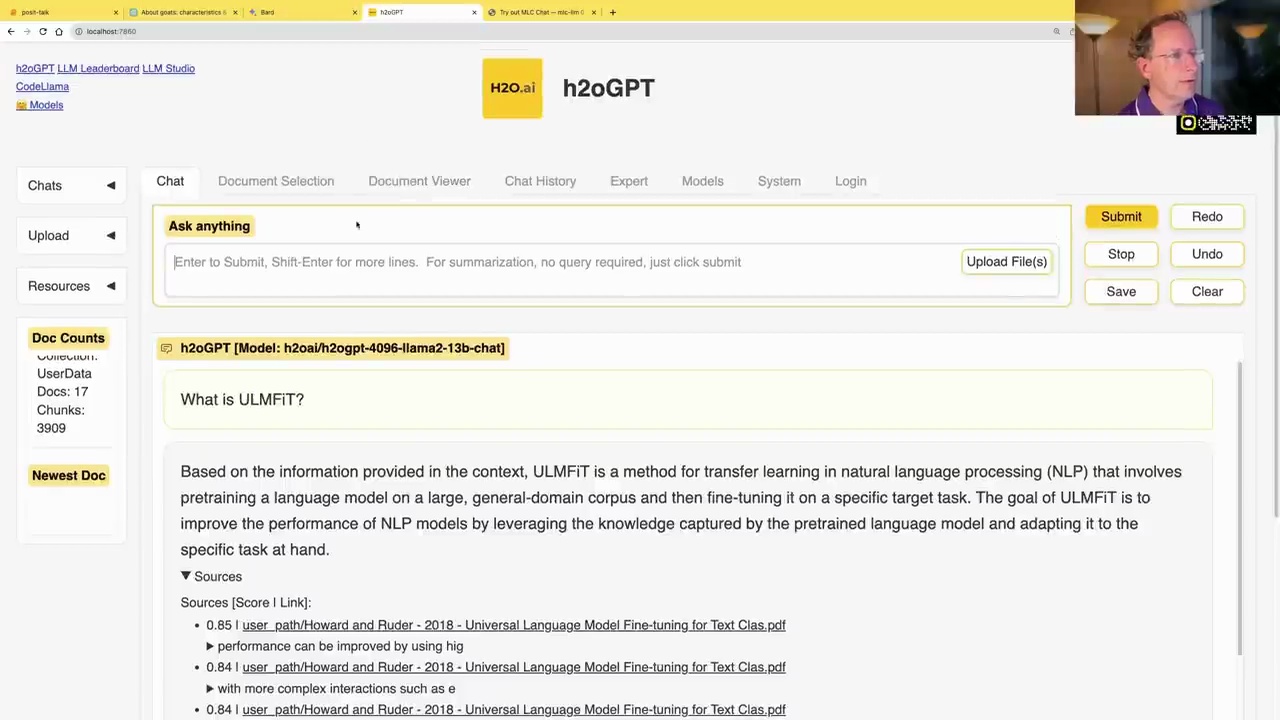 posit-talk
About goats: characteristics &
Bard
h2oGPT
Try out MLC Chat — mlc-llm 0
localhost:7860
h2oGPT LLM Leaderboard LLM Studio
CodeLlama
🤗 Models
H2O.ai
h2oGPT
Chats
Upload
Resources
Doc Counts
Collection:
UserData
Docs: 17
Chunks:
3909
Newest Doc
Chat
Document Selection
Document Viewer
Chat History
Expert
Models
System
Login
Ask anything
Enter to Submit, Shift-Enter for more lines. For summarization, no query required, just click submit
Upload File(s)
Submit
Redo
Stop
Undo
Save
Clear
h2oGPT [Model: h2oai/h2ogpt-4096-llama2-13b-chat]
What is ULMFiT?
Based on the information provided in the context, ULMFiT is a method for transfer learning in natural language processing (NLP) that involves
pretraining a language model on a large, general-domain corpus and then fine-tuning it on a specific target task. The goal of ULMFiT is to
improve the performance of NLP models by leveraging the knowledge captured by the pretrained language model and adapting it to the
specific task at hand.
▼ Sources
Sources [Score | Link]:
• 0.85 | user_path/Howard and Ruder - 2018 - Universal Language Model Fine-tuning for Text Clas.pdf
▶ performance can be improved by using hig
• 0.84 | user_path/Howard and Ruder - 2018 - Universal Language Model Fine-tuning for Text Clas.pdf
▶ with more complex interactions such as e
• 0.84 | user_path/Howard and Ruder - 2018 - Universal Language Model Fine-tuning for Text Clas.pdf